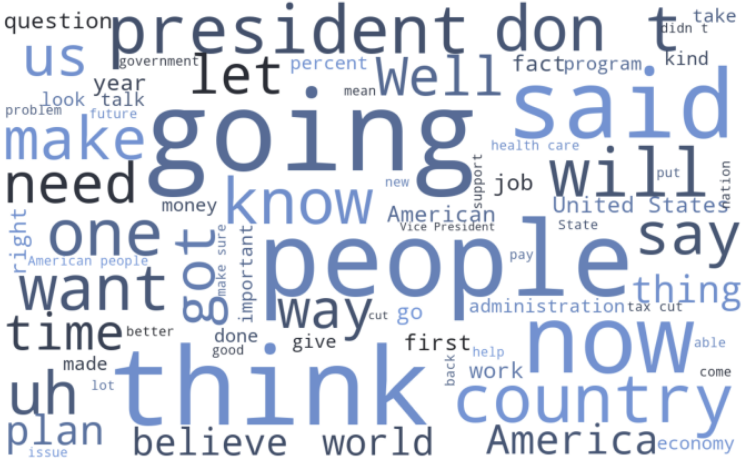 question
president
don t
take
didn t
us
government
let
percent
Well
fact
program
kind
year
mean
said
look
talk
problem
future
make
going
health care
need
know
new
support
job
will
put
nation
money
American
United States
right
one
got
make sure
important
people
Vice President
State
say
American people
pay
want
way
cut
go
administration
tax cut
thing
time
better
done
good
give
first
now
able
made
think
back
help
work
come
uh
lot
country
plan
issue
believe
world
America
economy